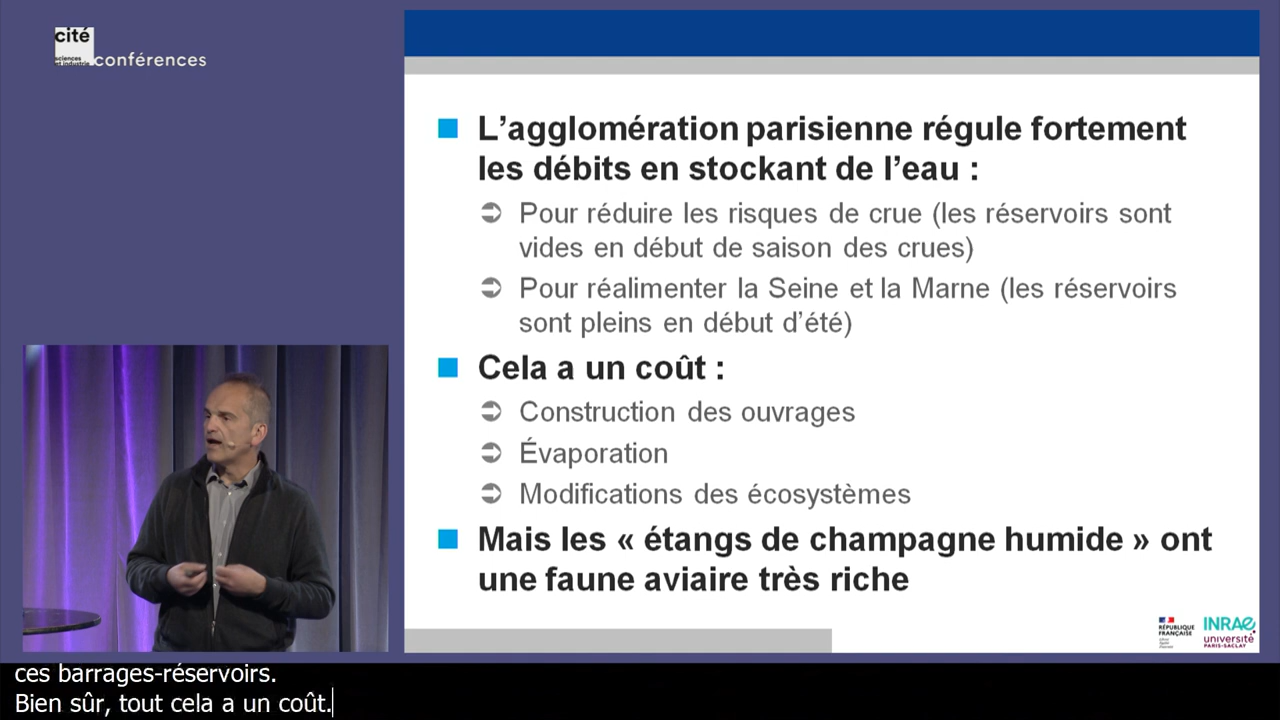 cité
sciences
et industrie
conférences
L'agglomération parisienne régule fortement
les débits en stockant de l'eau :
Pour réduire les risques de crue (les réservoirs sont
vides en début de saison des crues)
Pour réalimenter la Seine et la Marne (les réservoirs
sont pleins en début d'été)
Cela a un coût :
Construction des ouvrages
Évaporation
Modifications des écosystèmes
Mais les « étangs de champagne humide » ont
une faune aviaire très riche
RÉPUBLIQUE
FRANÇAISE
INRAE
université
PARIS-SACLAY
ces barrages-réservoirs.
Bien sûr, tout cela a un coût.